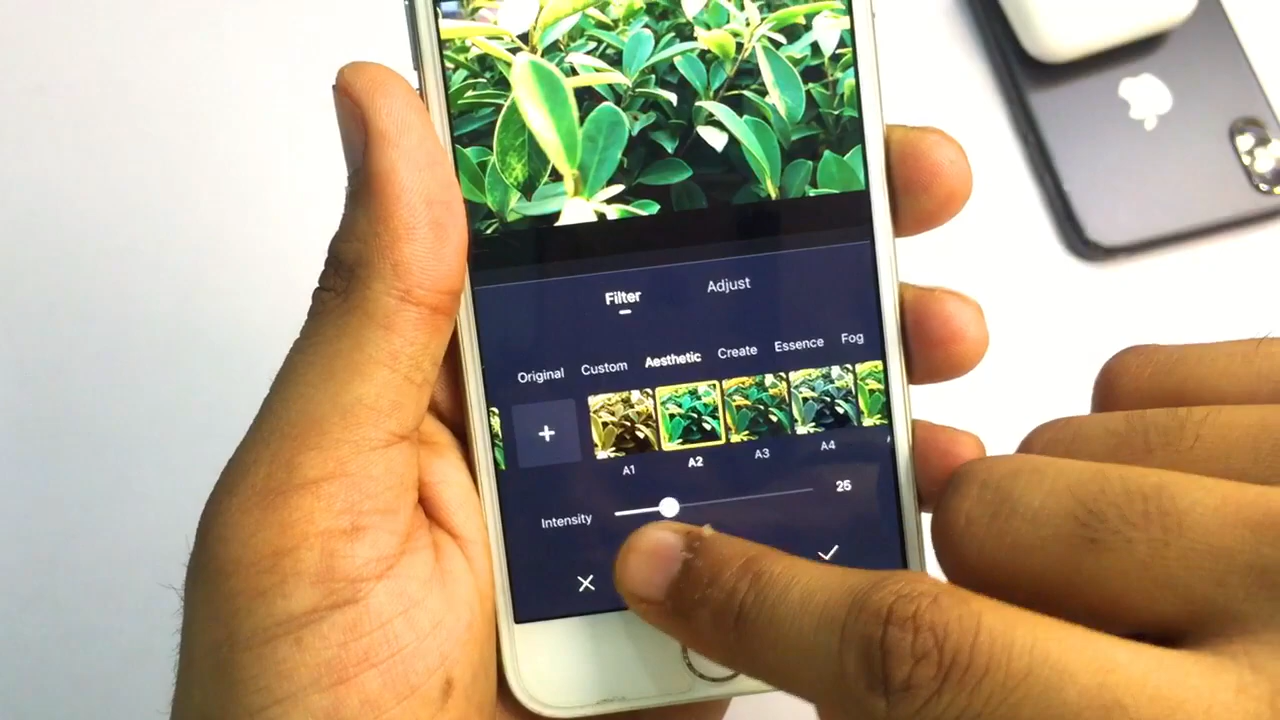 Filter Adjust
Original Custom Aesthetic Create Essence Fog
+
A1 A2 A3 A4
Intensity 25